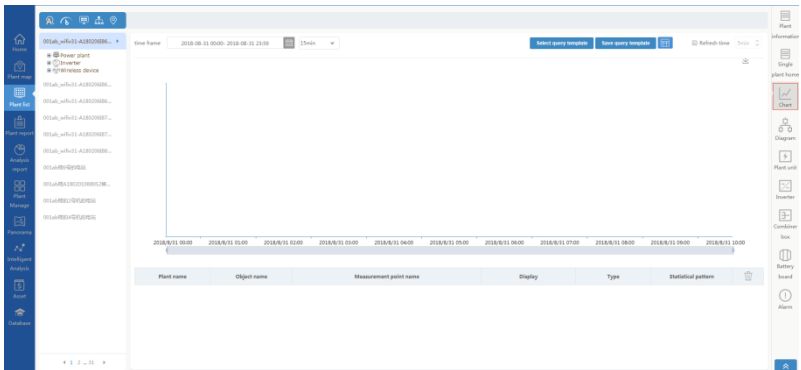 Home
Plant map
Plant list
Plant report
Analysis
report
Plant
Manage
Panorama
Intelligent
Analysis
Asset
Database
Power plant
Inverter
Wireless device
1 2 ... 11
time frame 2018-08-31 00:00- 2018-08-31 23:59 15min
Select query template Save query template Refresh time 5min
2018/8/31 00:00 2018/8/31 01:00 2018/8/31 02:00 2018/8/31 03:00 2018/8/31 04:00 2018/8/31 05:00 2018/8/31 06:00 2018/8/31 07:00 2018/8/31 08:00 2018/8/31 09:00 2018/8/31 10:00
Plant name Object name Measurement point name Display Type Statistical pattern
Plant
information
Single
plant home
Chart
Diagram
Plant unit
Inverter
Combiner
box
Battery
board
Alarm